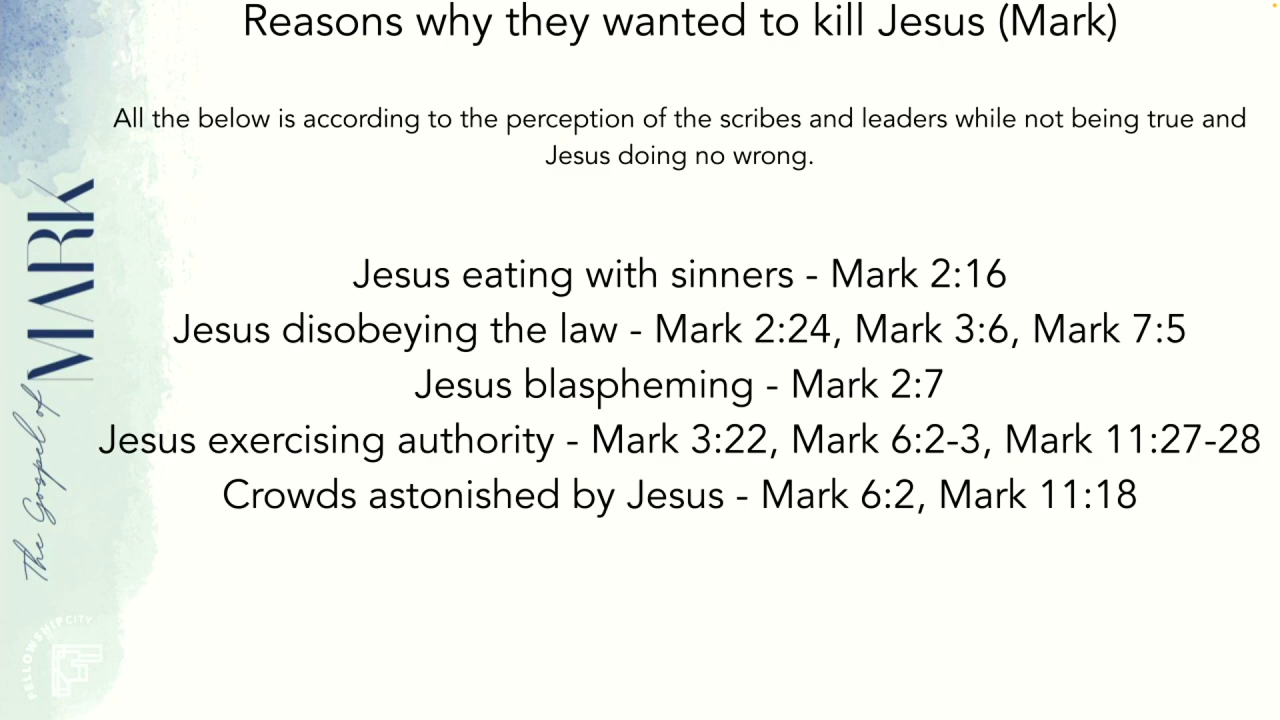 Reasons why they wanted to kill Jesus (Mark)
All the below is according to the perception of the scribes and leaders while not being true and
Jesus doing no wrong.
Jesus eating with sinners - Mark 2:16
Jesus disobeying the law - Mark 2:24, Mark 3:6, Mark 7:5
Jesus blaspheming - Mark 2:7
Jesus exercising authority - Mark 3:22, Mark 6:2-3, Mark 11:27-28
Crowds astonished by Jesus - Mark 6:2, Mark 11:18
The Gospel of
MARK
FELLOWSHIP CITY